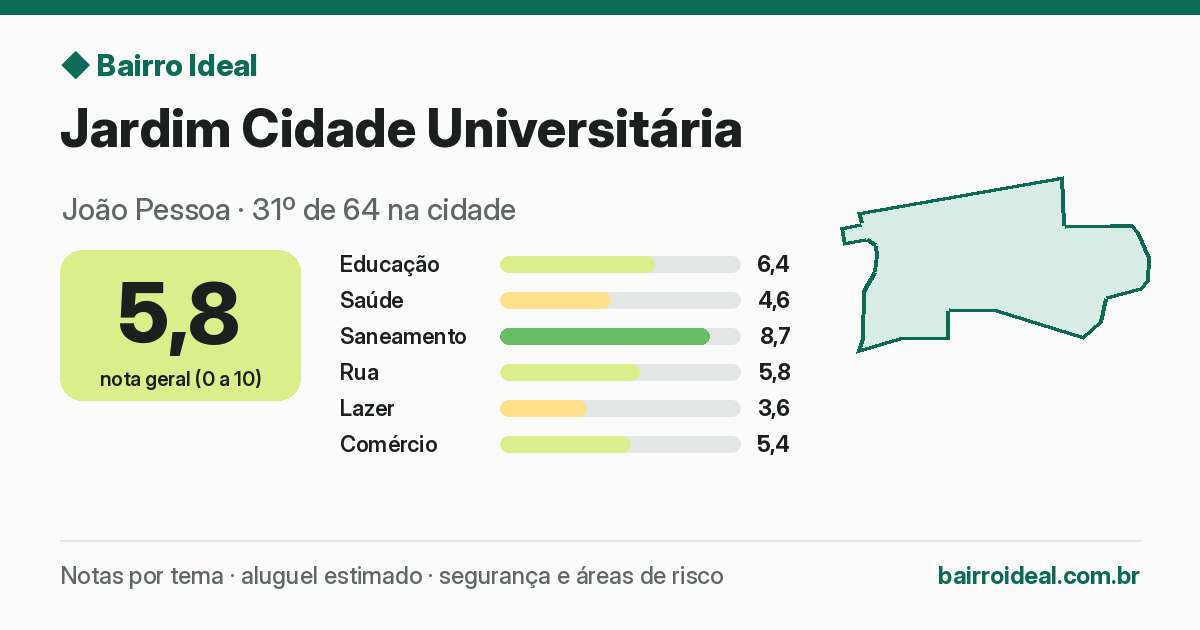 Bairro Ideal
Jardim Cidade Universitária
João Pessoa · 31º de 64 na cidade
5,8
nota geral (0 a 10)
Educação 6,4
Saúde 4,6
Saneamento 8,7
Rua 5,8
Lazer 3,6
Comércio 5,4
Notas por tema · aluguel estimado · segurança e áreas de risco
bairroideal.com.br